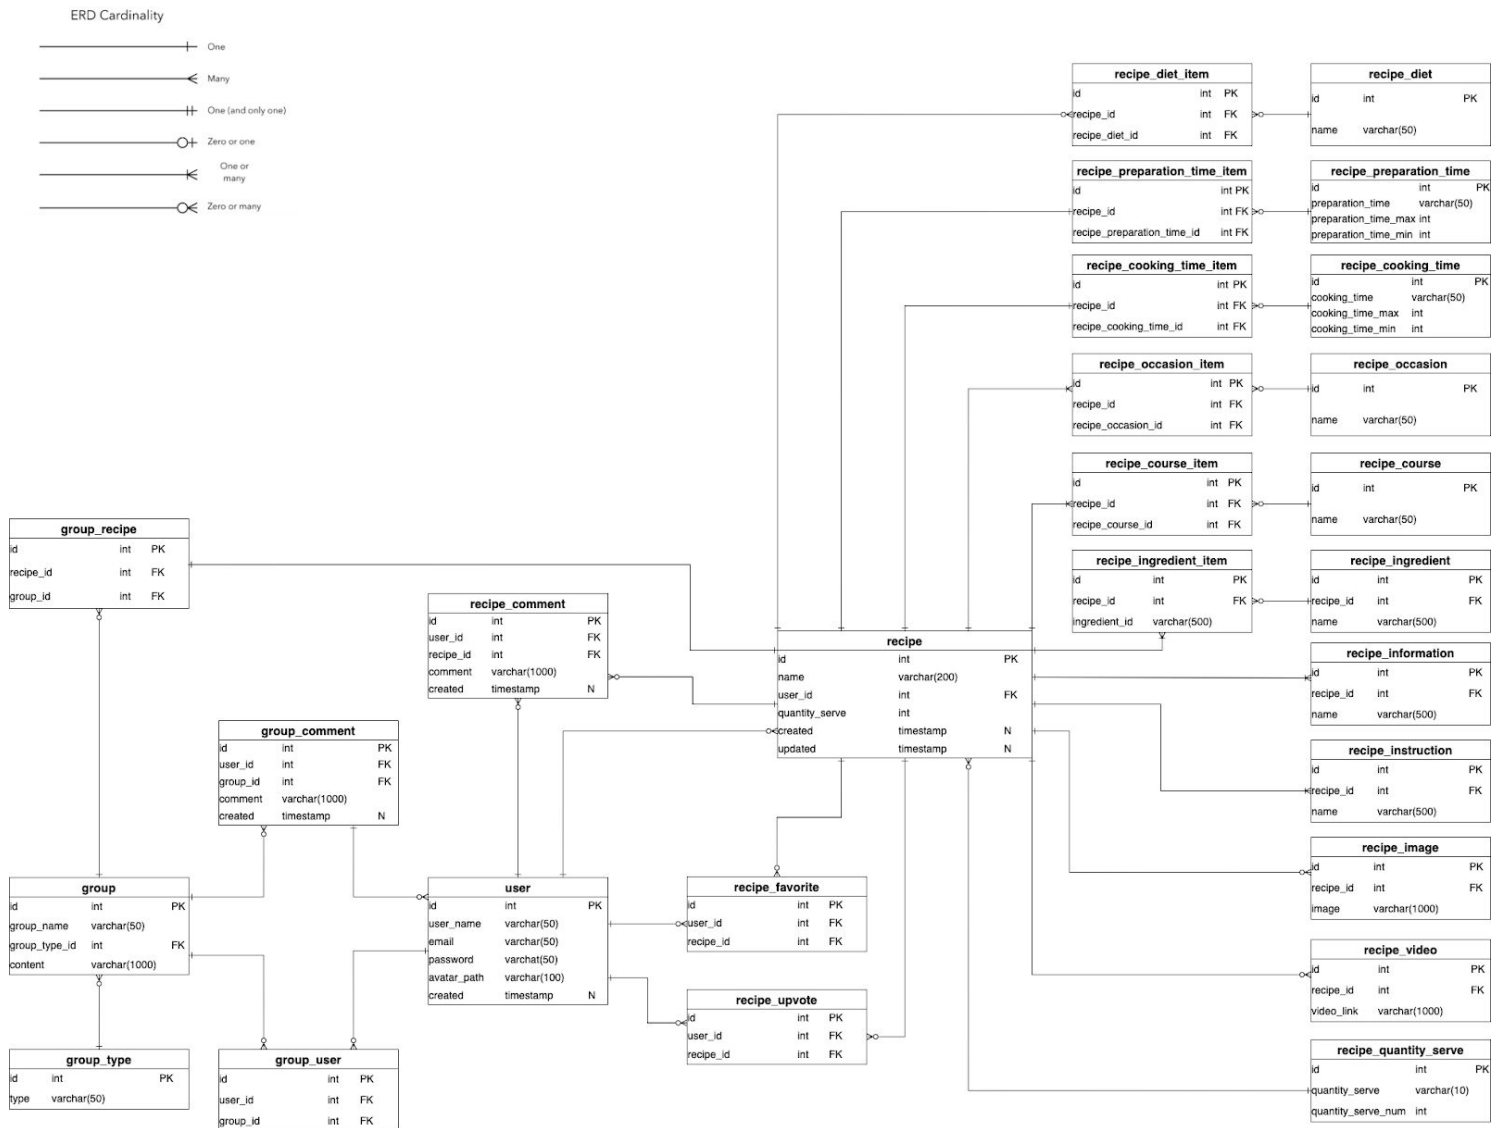 ERD Cardinality
One
Many
One (and only one)
Zero or one
One or
many
Zero or many
recipe_diet_item
id int PK
recipe_id int FK
recipe_diet_id int FK
recipe_diet
id int PK
name varchar(50)
recipe_preparation_time_item
id int PK
recipe_id int FK
recipe_preparation_time_id int FK
recipe_preparation_time
id int PK
preparation_time varchar(50)
preparation_time_max int
preparation_time_min int
recipe_cooking_time_item
id int PK
recipe_id int FK
recipe_cooking_time_id int FK
recipe_cooking_time
id int PK
cooking_time varchar(50)
cooking_time_max int
cooking_time_min int
recipe_occasion_item
id int PK
recipe_id int FK
recipe_occasion_id int FK
recipe_occasion
id int PK
name varchar(50)
recipe_course_item
id int PK
recipe_id int FK
recipe_course_id int FK
recipe_course
id int PK
name varchar(50)
group_recipe
id int PK
recipe_id int FK
group_id int FK
recipe_ingredient_item
id int PK
recipe_id int FK
ingredient_id varchar(500)
recipe_ingredient
id int PK
recipe_id int FK
name varchar(500)
recipe_comment
id int PK
user_id int FK
recipe_id int FK
comment varchar(1000)
created timestamp N
recipe
id int PK
name varchar(200)
user_id int FK
quantity_serve int
created timestamp N
updated timestamp N
recipe_information
id int PK
recipe_id int FK
name varchar(500)
group_comment
id int PK
user_id int FK
group_id int FK
comment varchar(1000)
created timestamp N
recipe_instruction
id int PK
recipe_id int FK
name varchar(500)
recipe_image
id int PK
recipe_id int FK
image varchar(1000)
group
id int PK
group_name varchar(50)
group_type_id int FK
content varchar(1000)
user
id int PK
user_name varchar(50)
email varchar(50)
password varchat(50)
avatar_path varchar(100)
created timestamp N
recipe_favorite
id int PK
user_id int FK
recipe_id int FK
recipe_video
id int PK
recipe_id int FK
video_link varchar(1000)
recipe_upvote
id int PK
user_id int FK
recipe_id int FK
group_type
id int PK
type varchar(50)
group_user
id int PK
user_id int FK
group_id int FK
recipe_quantity_serve
id int PK
quantity_serve varchar(10)
quantity_serve_num int